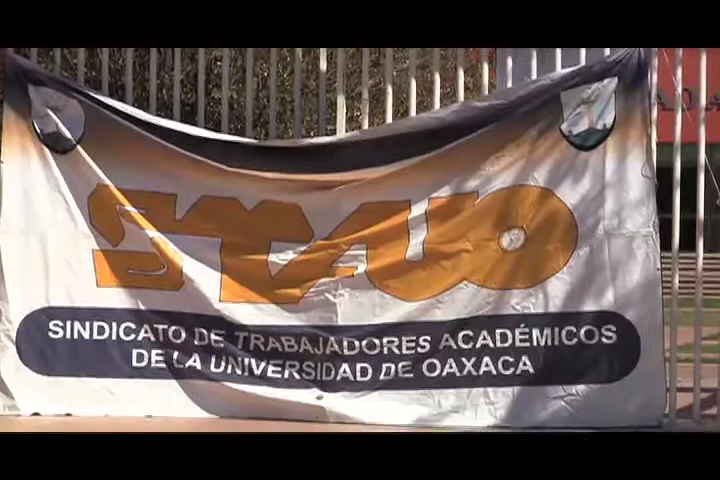 STAUO
SINDICATO DE TRABAJADORES ACADÉMICOS
DE LA UNIVERSIDAD DE OAXACA